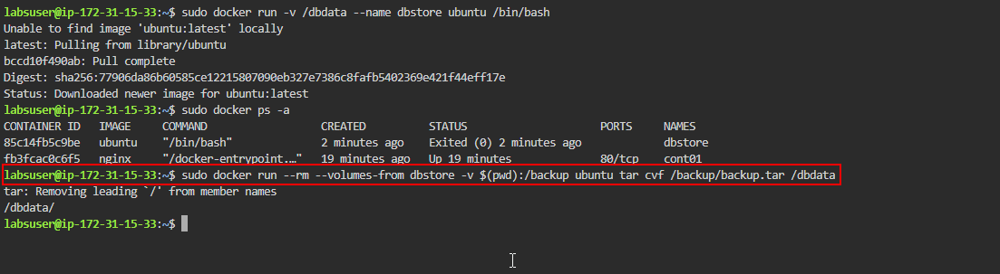 labsuser@ip-172-31-15-33:~$ sudo docker run -v /dbdata --name dbstore ubuntu /bin/bash
Unable to find image 'ubuntu:latest' locally
latest: Pulling from library/ubuntu
bccd10f490ab: Pull complete
Digest: sha256:77906da86b60585ce12215807090eb327e7386c8fafb5402369e421f44eff17e
Status: Downloaded newer image for ubuntu:latest
labsuser@ip-172-31-15-33:~$ sudo docker ps -a
CONTAINER ID   IMAGE     COMMAND                  CREATED          STATUS                     PORTS     NAMES
85c14fb5c9be   ubuntu    "/bin/bash"              2 minutes ago    Exited (0) 2 minutes ago             dbstore
fb3fcac0c6f5   nginx     "/docker-entrypoint.…"   19 minutes ago   Up 19 minutes              80/tcp    cont01
labsuser@ip-172-31-15-33:~$ sudo docker run --rm --volumes-from dbstore -v $(pwd):/backup ubuntu tar cvf /backup/backup.tar /dbdata
tar: Removing leading `/' from member names
/dbdata/
labsuser@ip-172-31-15-33:~$